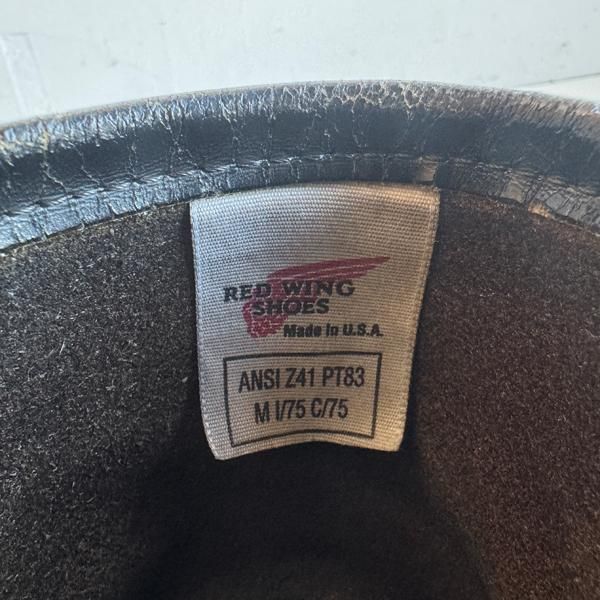 RED WING
SHOES
Made in U.S.A.
ANSI Z41 PT83
M I/75 C/75